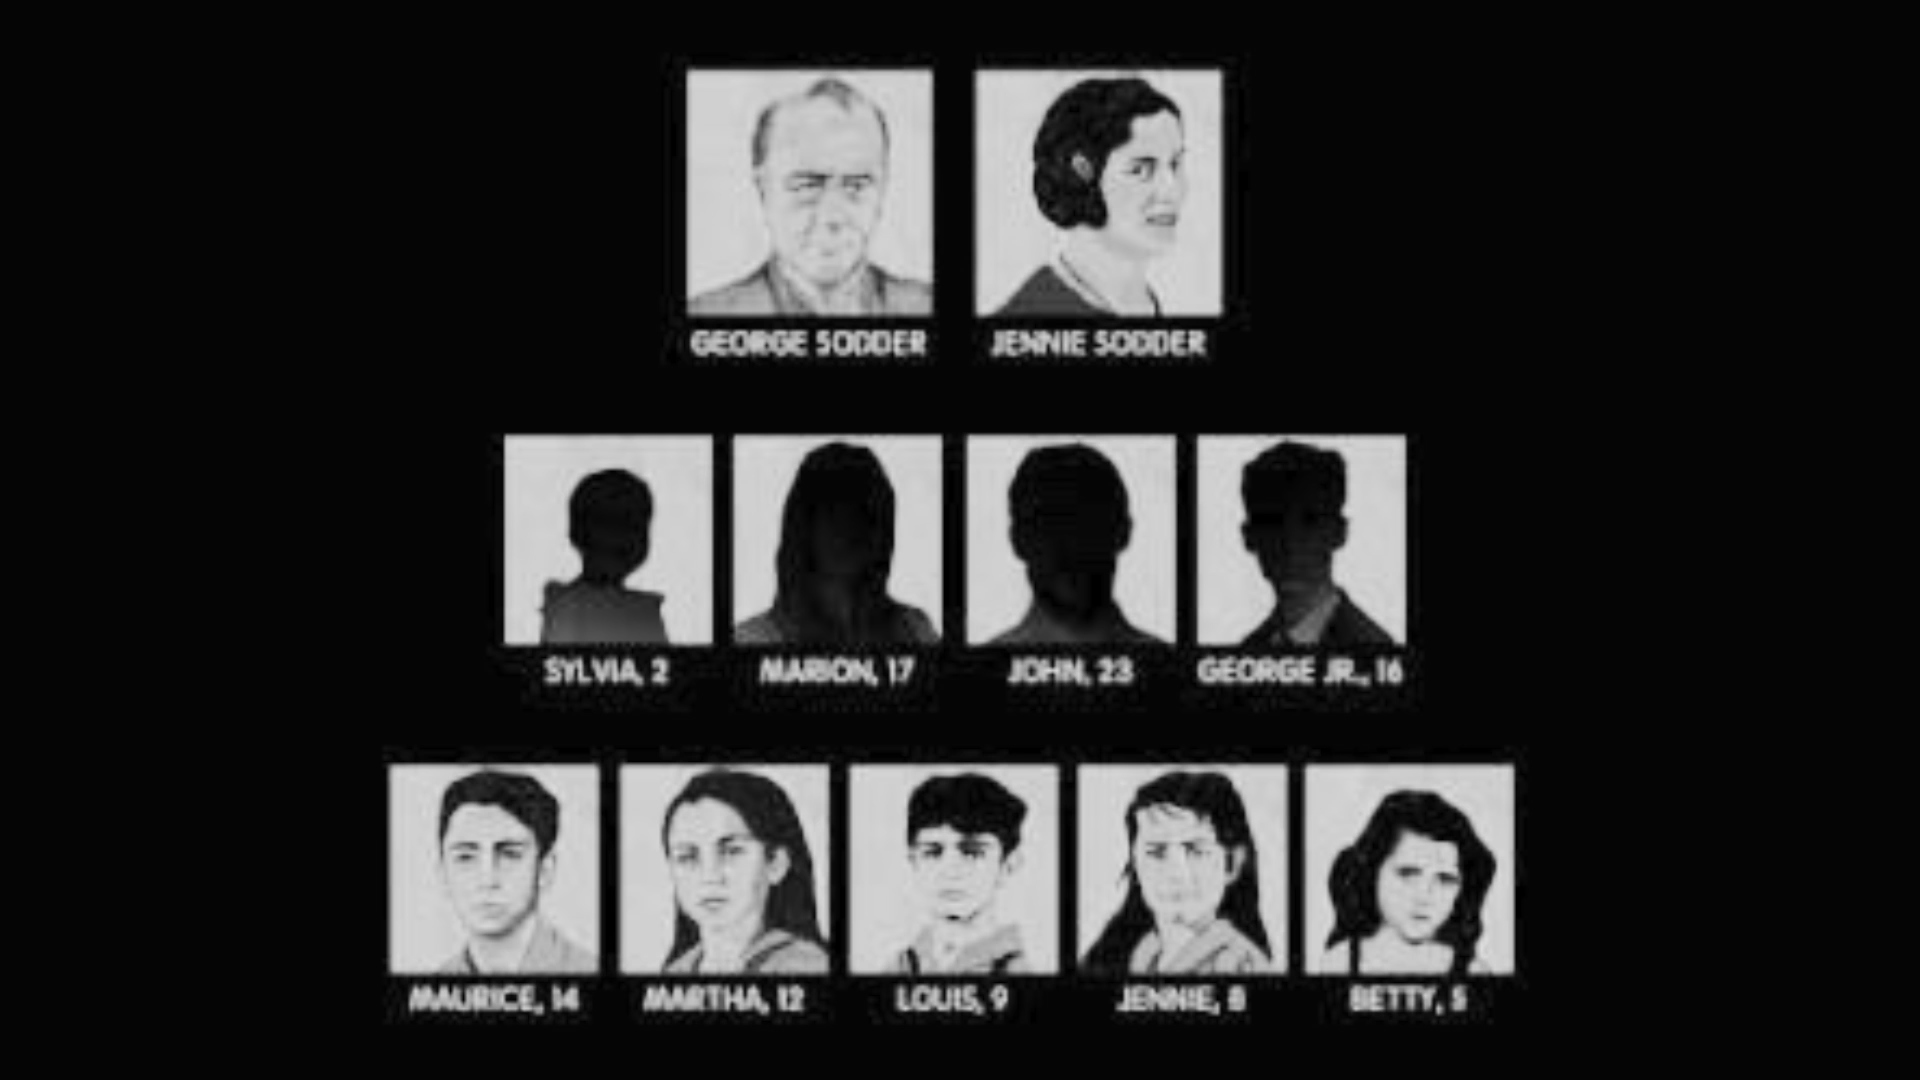 GEORGE SODDER
JENNIE SODDER
SYLVIA, 2
MARION, 17
JOHN, 23
GEORGE JR., 16
MAURICE, 14
MARTHA, 12
LOUIS, 9
JENNIE, 8
BETTY, 5